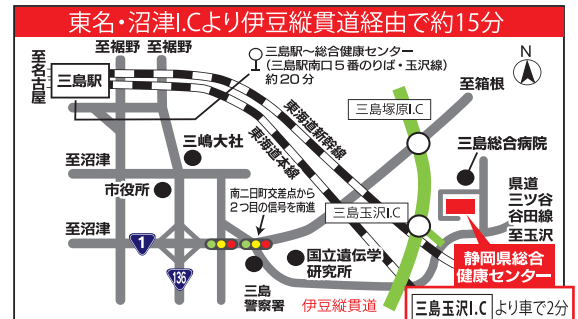 東名・沼津I.Cより伊豆縦貫道経由で約15分
至裾野
至裾野
至名古屋
三島駅
三島駅～総合健康センター
(三島駅南口5番のりば・玉沢線)
約20分
N
至箱根
三島塚原I.C
東海道新幹線
東海道本線
三嶋大社
三島総合病院
至沼津
市役所
南二日町交差点から
2つ目の信号を南進
三島玉沢I.C
県道
三ツ谷
谷田線
至玉沢
至沼津
1
136
国立遺伝学
研究所
三島
警察署
伊豆縦貫道
静岡県総合
健康センター
三島玉沢I.Cより車で2分